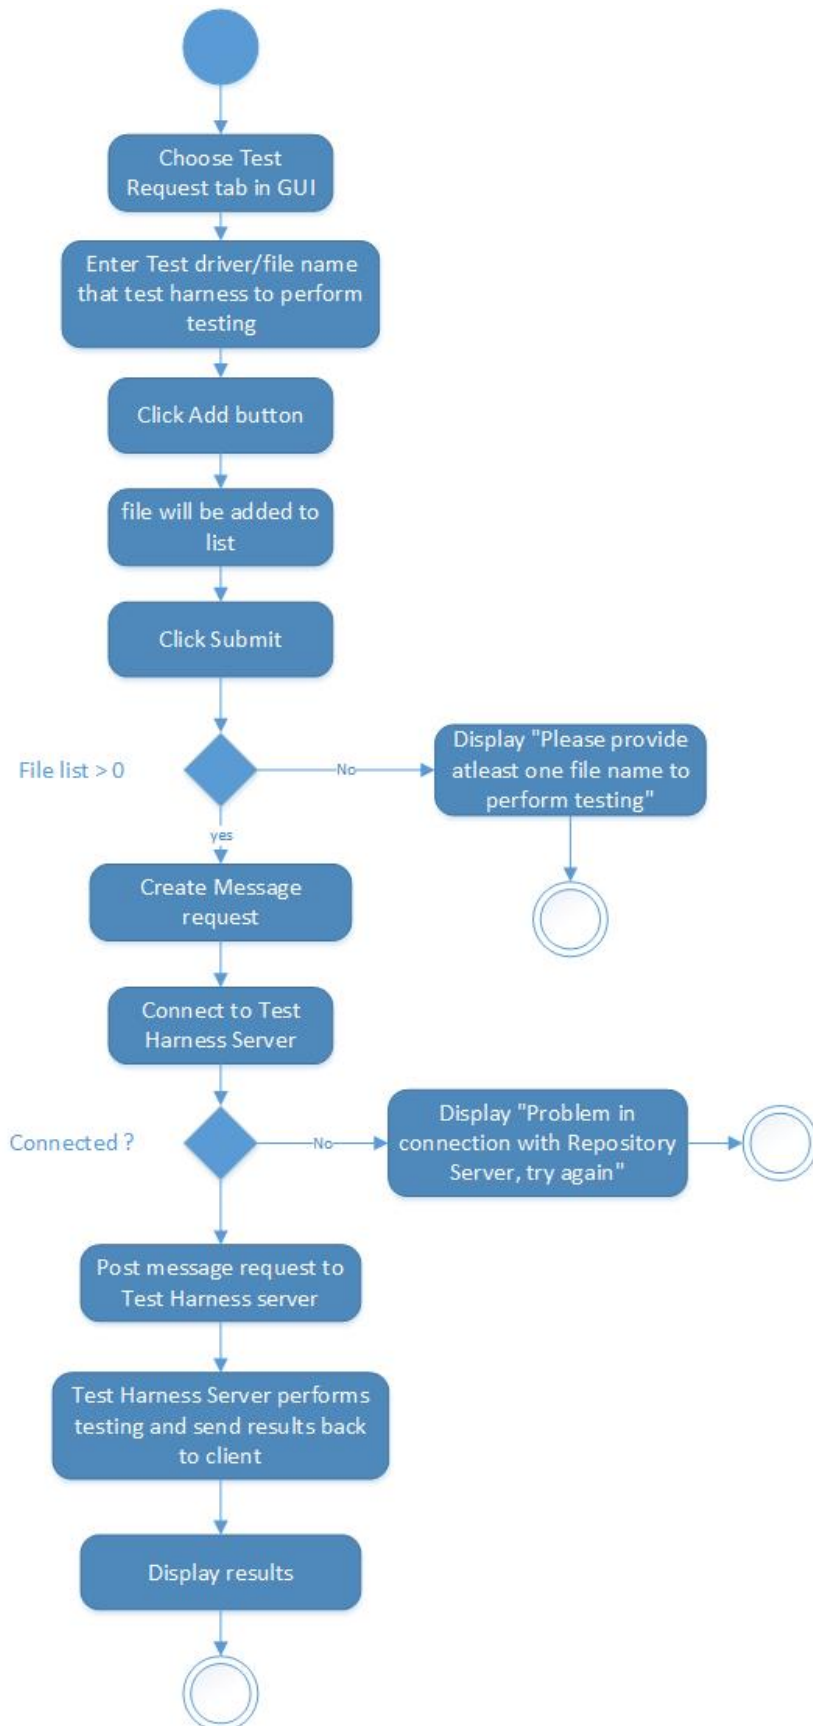 Choose Test
Request tab in GUI
Enter Test driver/file name
that test harness to perform
testing
Click Add button
file will be added to
list
Click Submit
File list > 0
No
Display "Please provide
atleast one file name to
perform testing"
yes
Create Message
request
Connect to Test
Harness Server
Connected ?
No
Display "Problem in
connection with Repository
Server, try again"
Post message request to
Test Harness server
Test Harness Server performs
testing and send results back
to client
Display results